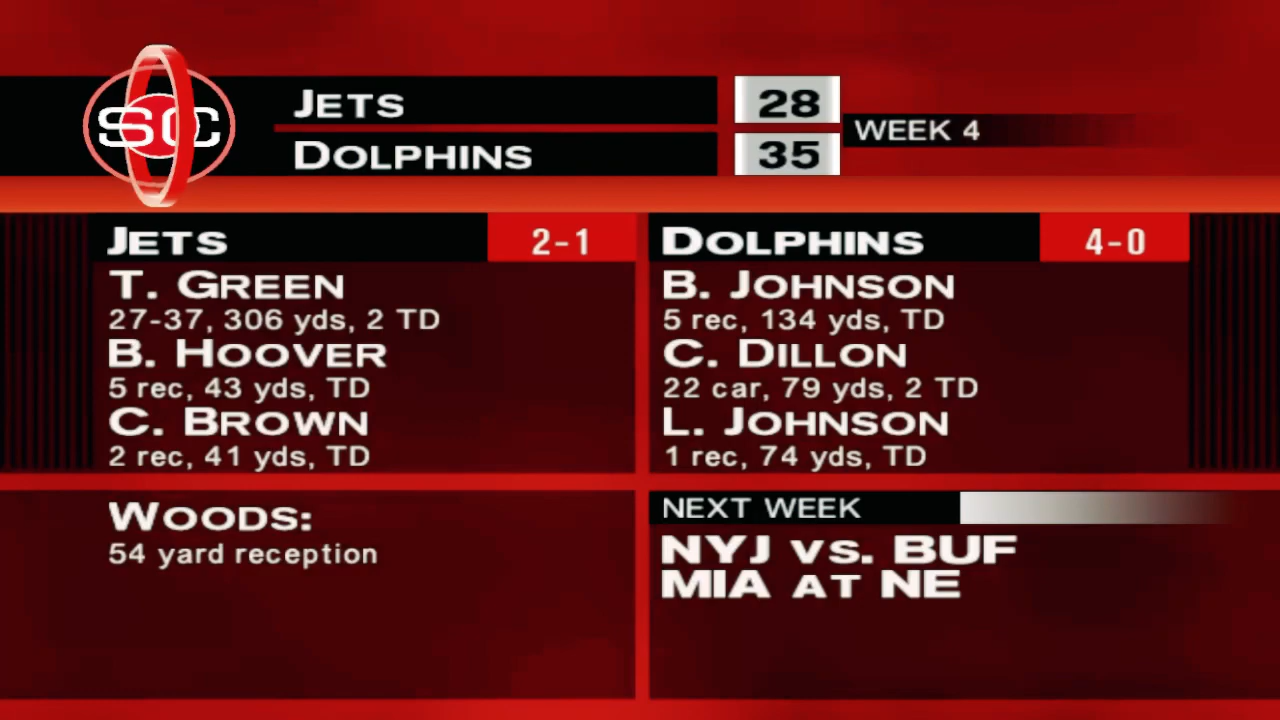 SC
JETS
28
DOLPHINS
35
WEEK 4
JETS 2-1
T. GREEN
27-37, 306 yds, 2 TD
B. HOOVER
5 rec, 43 yds, TD
C. BROWN
2 rec, 41 yds, TD
DOLPHINS 4-0
B. JOHNSON
5 rec, 134 yds, TD
C. DILLON
22 car, 79 yds, 2 TD
L. JOHNSON
1 rec, 74 yds, TD
WOODS:
54 yard reception
NEXT WEEK
NYJ VS. BUF
MIA AT NE